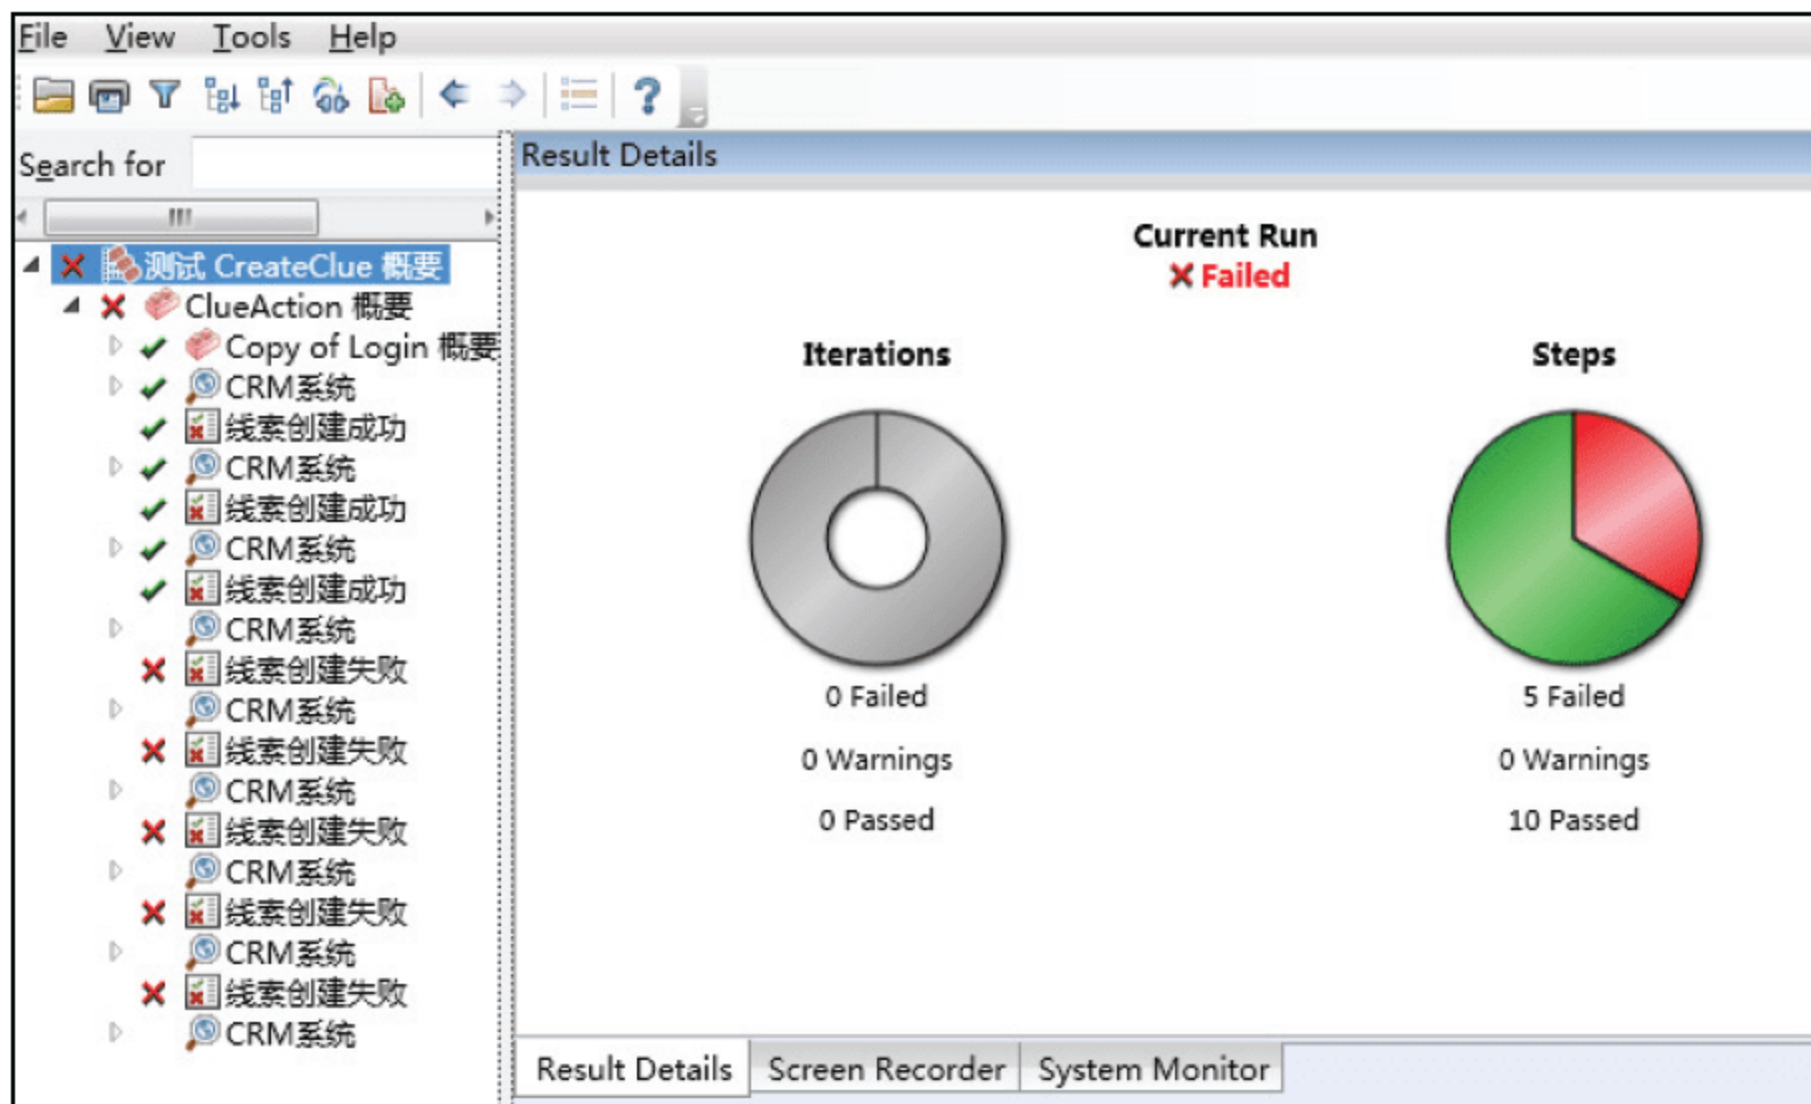 File View Tools Help
Search for
Result Details
测试 CreateClue 概要
ClueAction 概要
Copy of Login 概要
CRM系统
线索创建成功
CRM系统
线索创建成功
CRM系统
线索创建成功
CRM系统
线索创建失败
CRM系统
线索创建失败
CRM系统
线索创建失败
CRM系统
线索创建失败
CRM系统
线索创建失败
CRM系统
Current Run
Failed
Iterations
0 Failed
0 Warnings
0 Passed
Steps
5 Failed
0 Warnings
10 Passed
Result Details Screen Recorder System Monitor